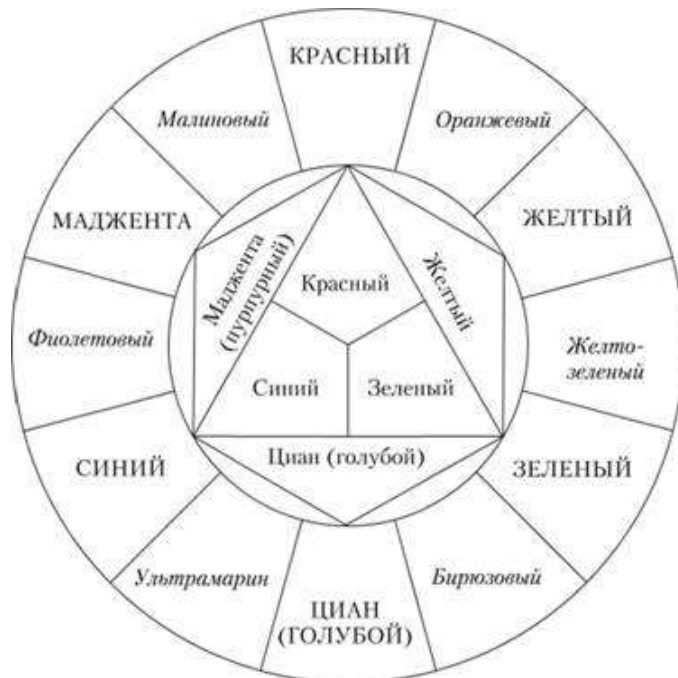 КРАСНЫЙ
Малиновый
Оранжевый
МАДЖЕНТА
ЖЕЛТЫЙ
Маджента
(пурпурный)
Красный
Желтый
Фиолетовый
Желто-
зеленый
Синий
Зеленый
Циан (голубой)
СИНИЙ
ЗЕЛЕНЫЙ
Ультрамарин
Бирюзовый
ЦИАН
(ГОЛУБОЙ)